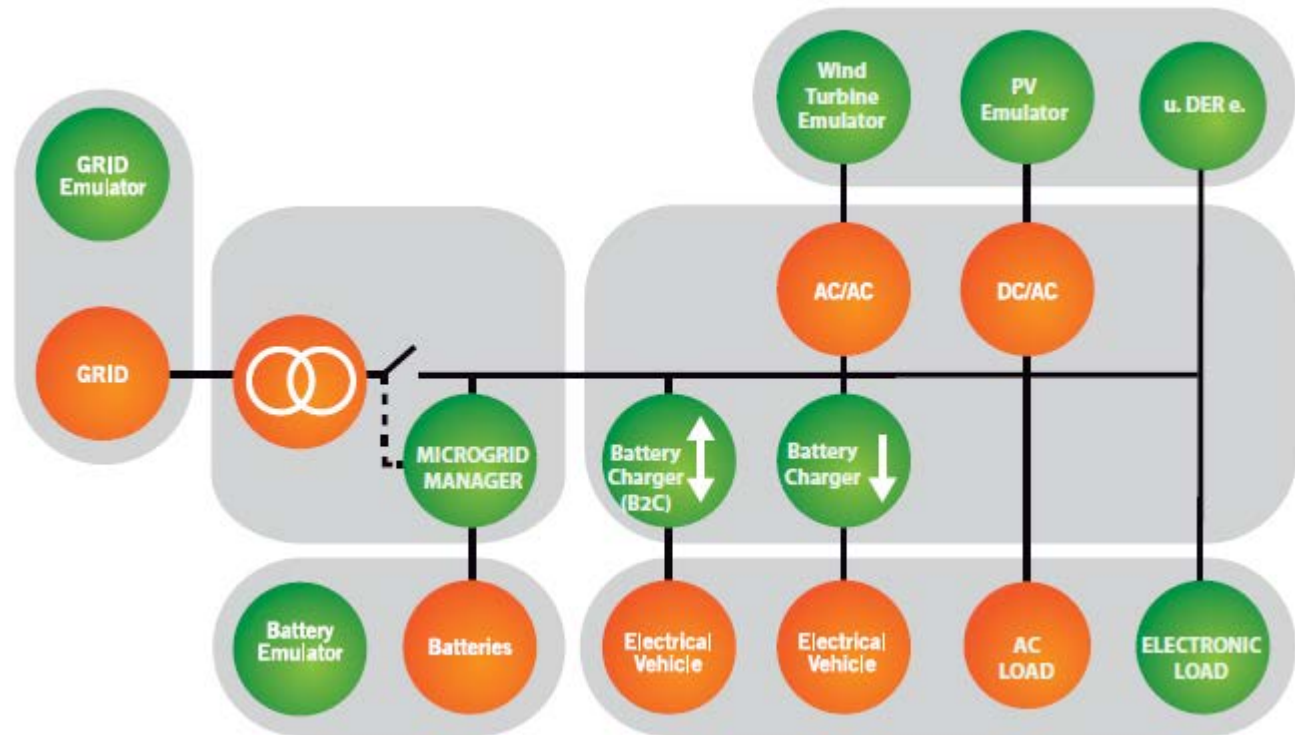 Wind
Turbine
Emulator
PV
Emulator
u. DER e.
GRID
Emulator
AC/AC
DC/AC
GRID
MICROGRID
MANAGER
Battery
Charger
(B2C)
Battery
Charger
Battery
Emulator
Batteries
Electrical
Vehicle
Electrical
Vehicle
AC
LOAD
ELECTRONIC
LOAD